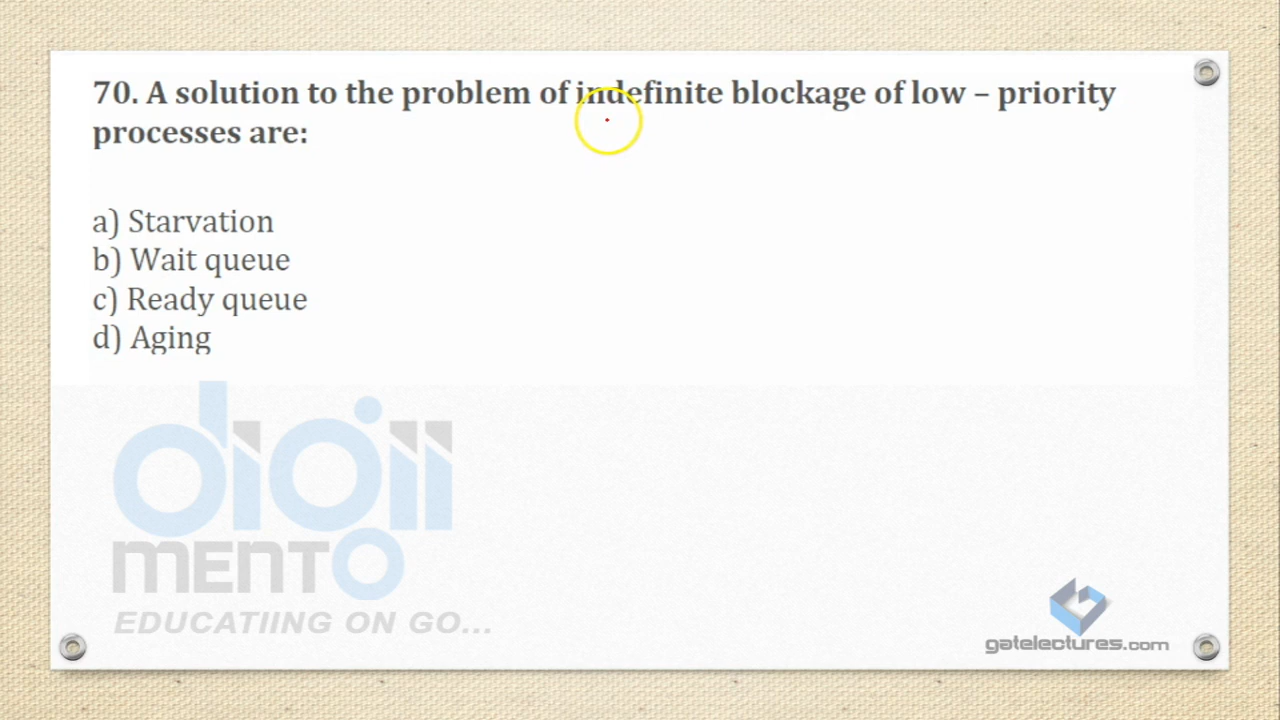 70. A solution to the problem of indefinite blockage of low – priority
processes are:
a) Starvation
b) Wait queue
c) Ready queue
d) Aging
digii
MENTO
EDUCATIING ON GO...
gatelectures.com